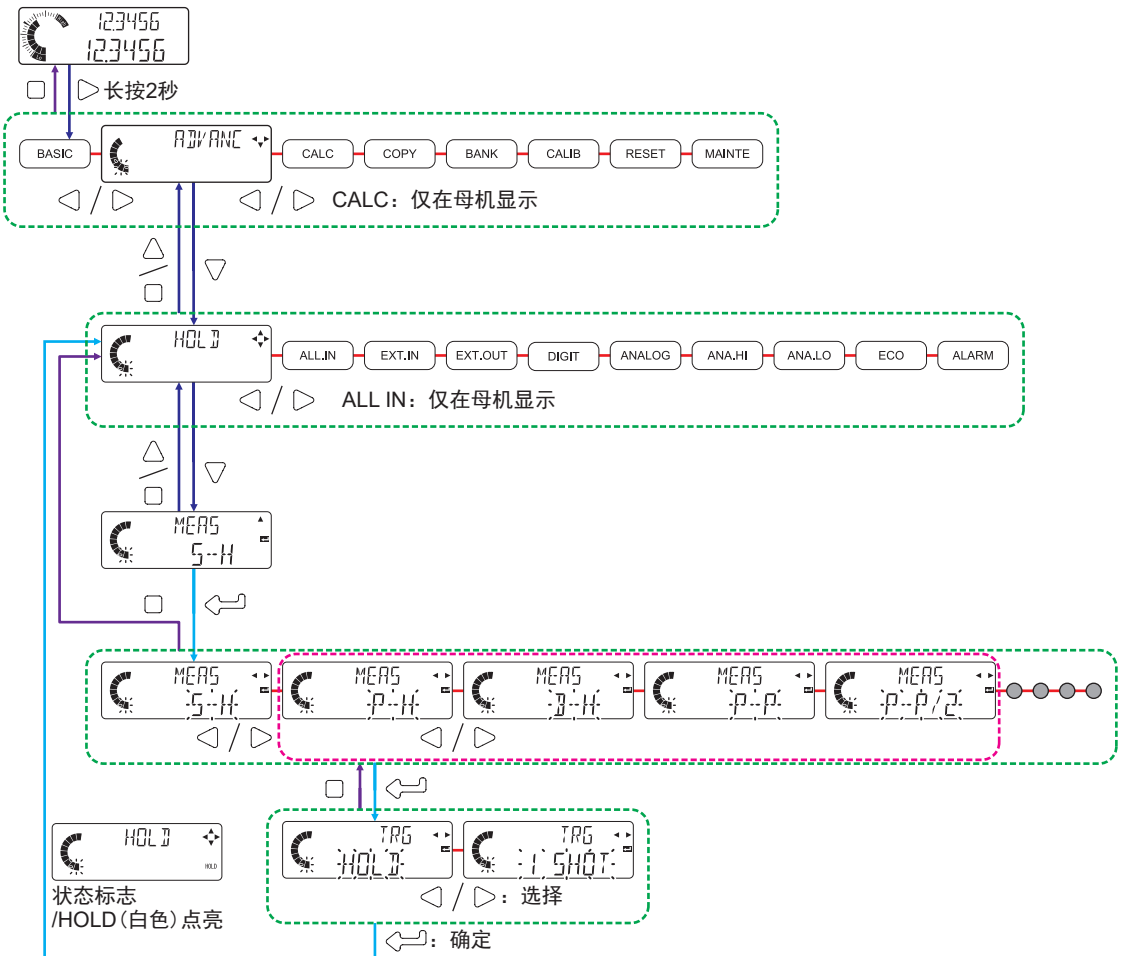 12.3456
12.3456
长按2秒
BASIC
ADVANC
CALC
COPY
BANK
CALIB
RESET
MAINTE
/
/
CALC：仅在母机显示
HOLD
ALL.IN
EXT.IN
EXT.OUT
DIGIT
ANALOG
ANA.HI
ANA.LO
ECO
ALARM
/
ALL IN：仅在母机显示
MEAS
S-H
MEAS
S-H
MEAS
P-H
MEAS
B-H
MEAS
P-P
MEAS
P-P/2
/
/
HOLD
HOLD
状态标志
/HOLD（白色）点亮
TRG
HOLD
TRG
1 SHOT
/
：选择
：确定